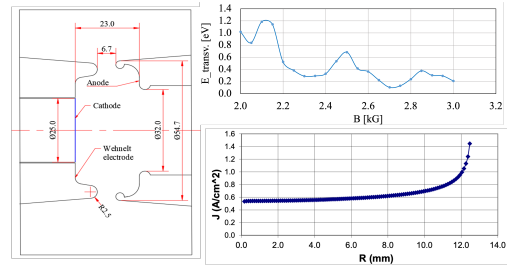 23.0
6.7
Anode
Cathode
Ø25.0
Ø32.0
Ø54.7
Wehnelt
electrode
R2.5
E_transv. [eV]
1.4
1.2
1.0
0.8
0.6
0.4
0.2
0.0
2.0 2.2 2.4 2.6 2.8 3.0 3.2
B [kG]
J (A/cm^2)
1.6
1.4
1.2
1.0
0.8
0.6
0.4
0.2
0.0
0.0 2.0 4.0 6.0 8.0 10.0 12.0 14.0
R (mm)